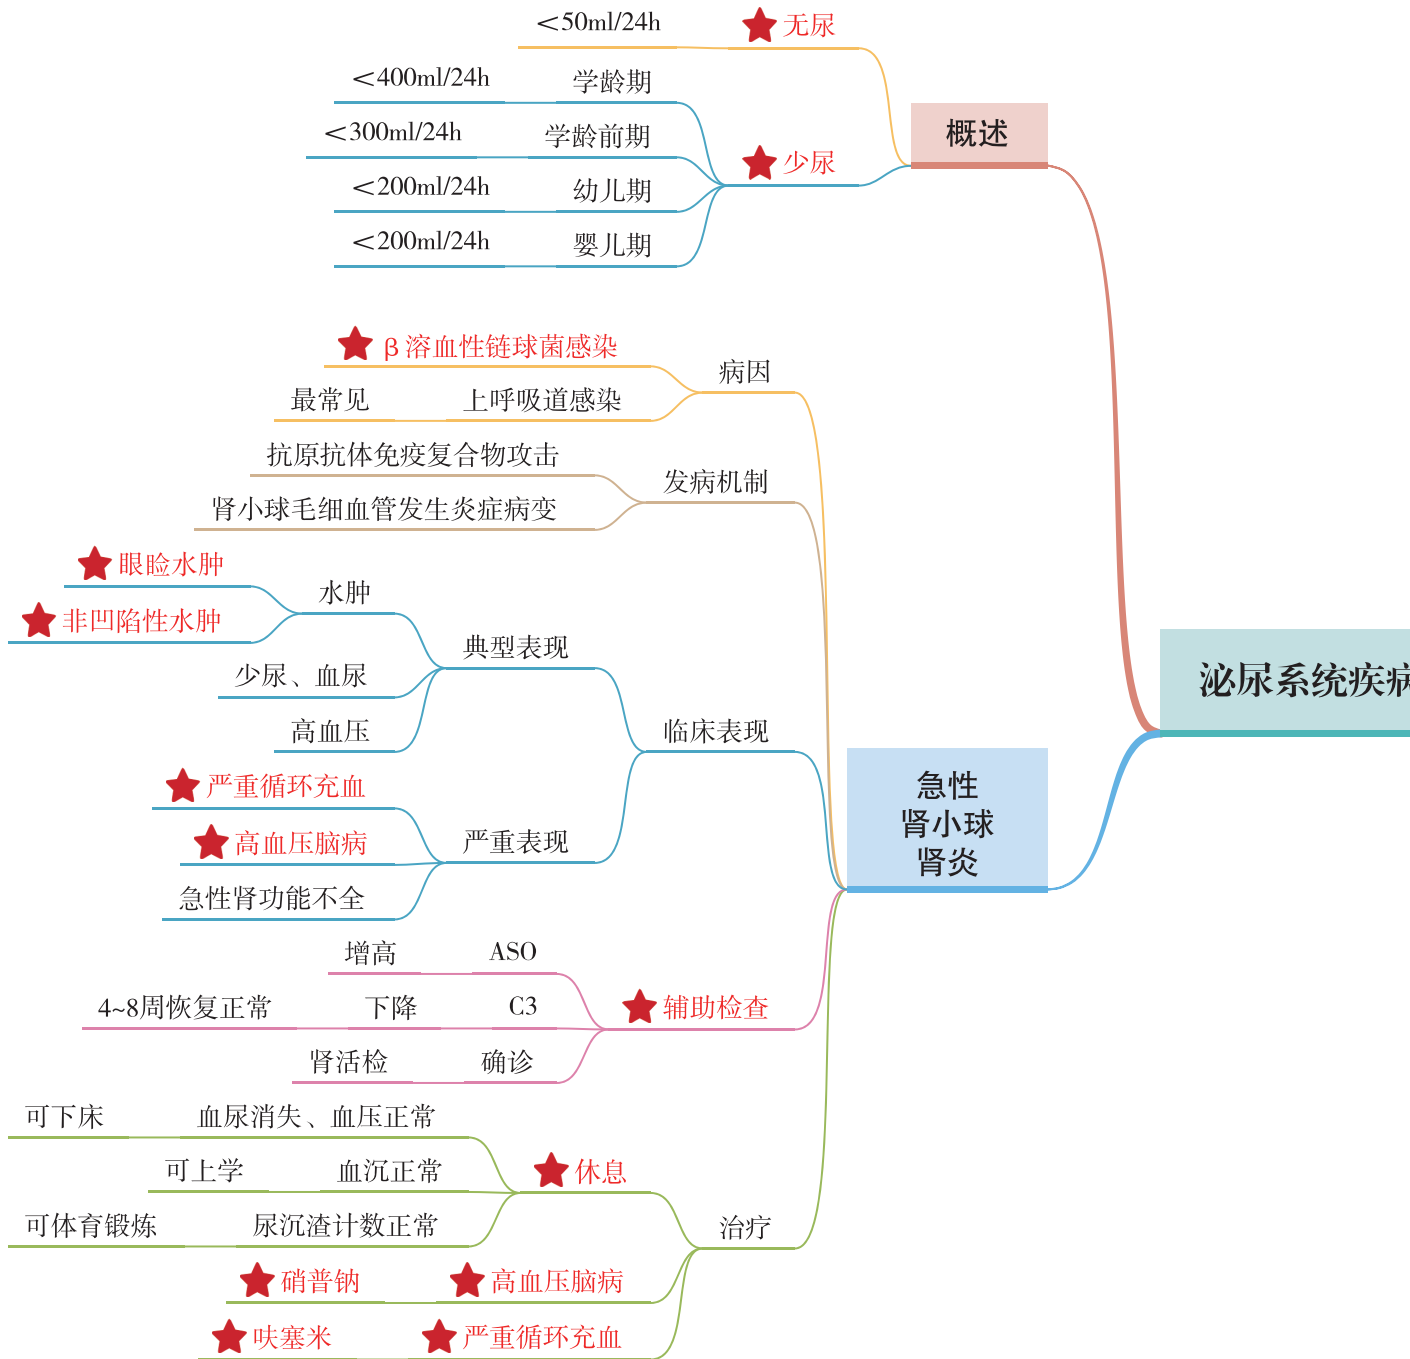 <50ml/24h 无尿
<400ml/24h 学龄期
<300ml/24h 学龄前期
概述
少尿
<200ml/24h 幼儿期
<200ml/24h 婴儿期
β 溶血性链球菌感染
病因
最常见 上呼吸道感染
抗原抗体免疫复合物攻击
发病机制
肾小球毛细血管发生炎症病变
眼睑水肿
水肿
非凹陷性水肿
典型表现
少尿、血尿
高血压
临床表现
泌尿系统疾病
严重循环充血
高血压脑病
严重表现
急性肾功能不全
急性
肾小球
肾炎
增高 ASO
4~8周恢复正常 下降 C3
辅助检查
肾活检 确诊
可下床 血尿消失、血压正常
可上学 血沉正常
休息
可体育锻炼 尿沉渣计数正常
治疗
硝普钠 高血压脑病
呋塞米 严重循环充血